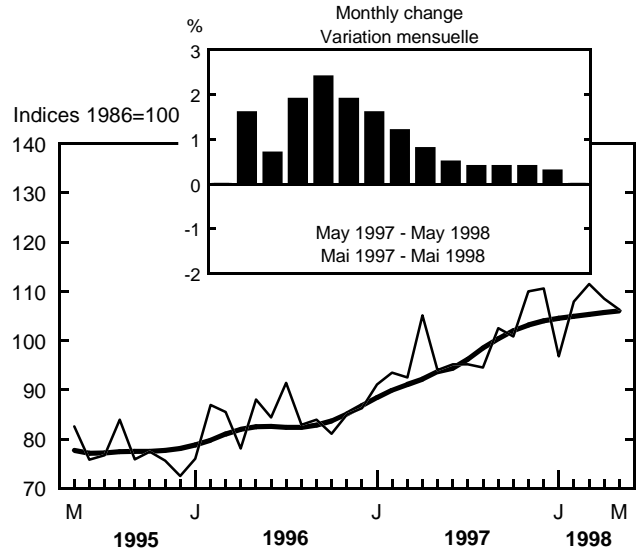 Monthly change
Variation mensuelle
%
3
2
1
0
-1
-2
May 1997 - May 1998
Mai 1997 - Mai 1998
Indices 1986=100
140
130
120
110
100
90
80
70
M J J J M
1995 1996 1997 1998